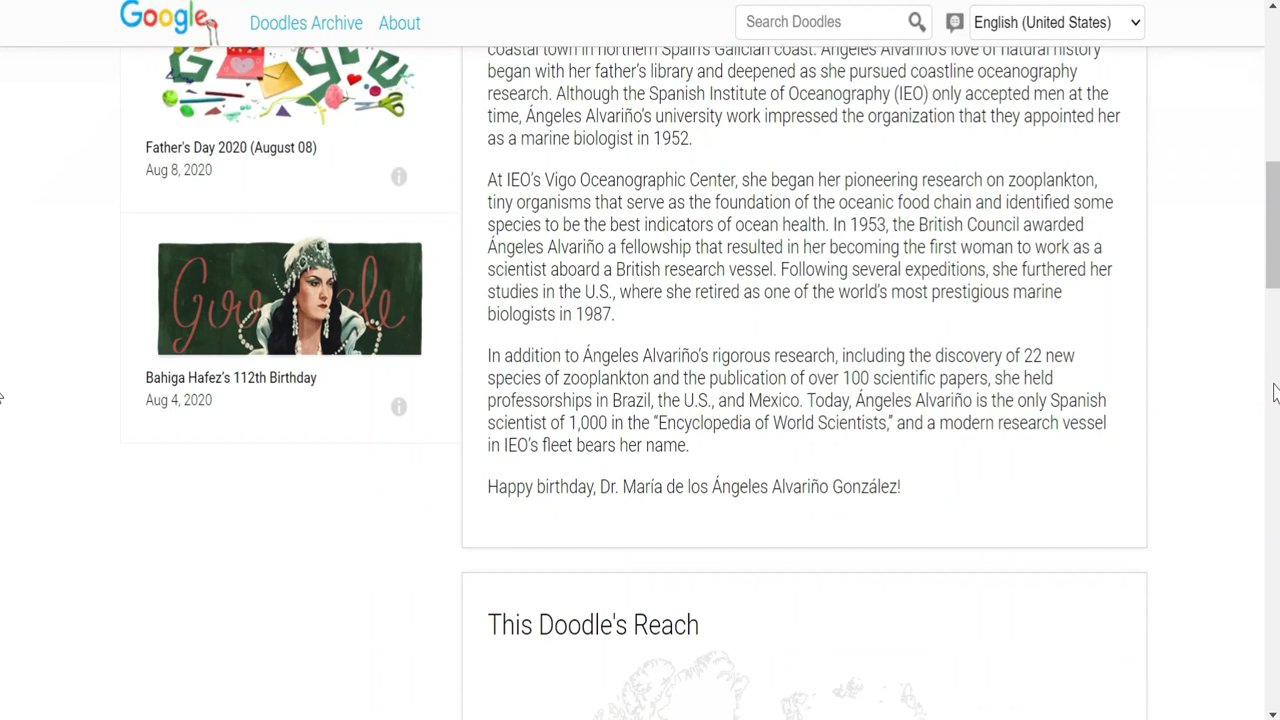 Google
Doodles Archive
About
Search Doodles
English (United States)
Google
Father's Day 2020 (August 08)
Aug 8, 2020
i
Google
Bahiga Hafez's 112th Birthday
Aug 4, 2020
i
coastal town in northern Spain's Galician coast. Ángeles Alvariño's love of natural history
began with her father's library and deepened as she pursued coastline oceanography
research. Although the Spanish Institute of Oceanography (IEO) only accepted men at the
time, Ángeles Alvariño's university work impressed the organization that they appointed her
as a marine biologist in 1952.
At IEO's Vigo Oceanographic Center, she began her pioneering research on zooplankton,
tiny organisms that serve as the foundation of the oceanic food chain and identified some
species to be the best indicators of ocean health. In 1953, the British Council awarded
Ángeles Alvariño a fellowship that resulted in her becoming the first woman to work as a
scientist aboard a British research vessel. Following several expeditions, she furthered her
studies in the U.S., where she retired as one of the world's most prestigious marine
biologists in 1987.
In addition to Ángeles Alvariño's rigorous research, including the discovery of 22 new
species of zooplankton and the publication of over 100 scientific papers, she held
professorships in Brazil, the U.S., and Mexico. Today, Ángeles Alvariño is the only Spanish
scientist of 1,000 in the “Encyclopedia of World Scientists,” and a modern research vessel
in IEO's fleet bears her name.
Happy birthday, Dr. María de los Ángeles Alvariño González!
This Doodle's Reach